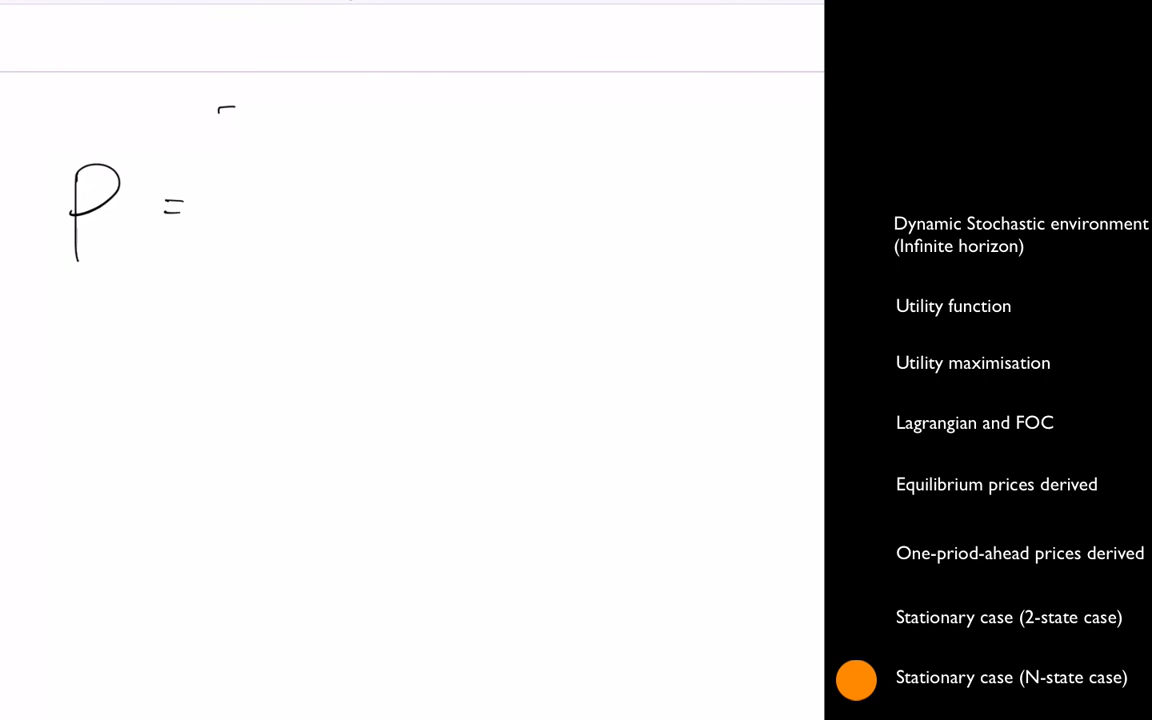 P =
Dynamic Stochastic environment
(Infinite horizon)
Utility function
Utility maximisation
Lagrangian and FOC
Equilibrium prices derived
One-priod-ahead prices derived
Stationary case (2-state case)
Stationary case (N-state case)